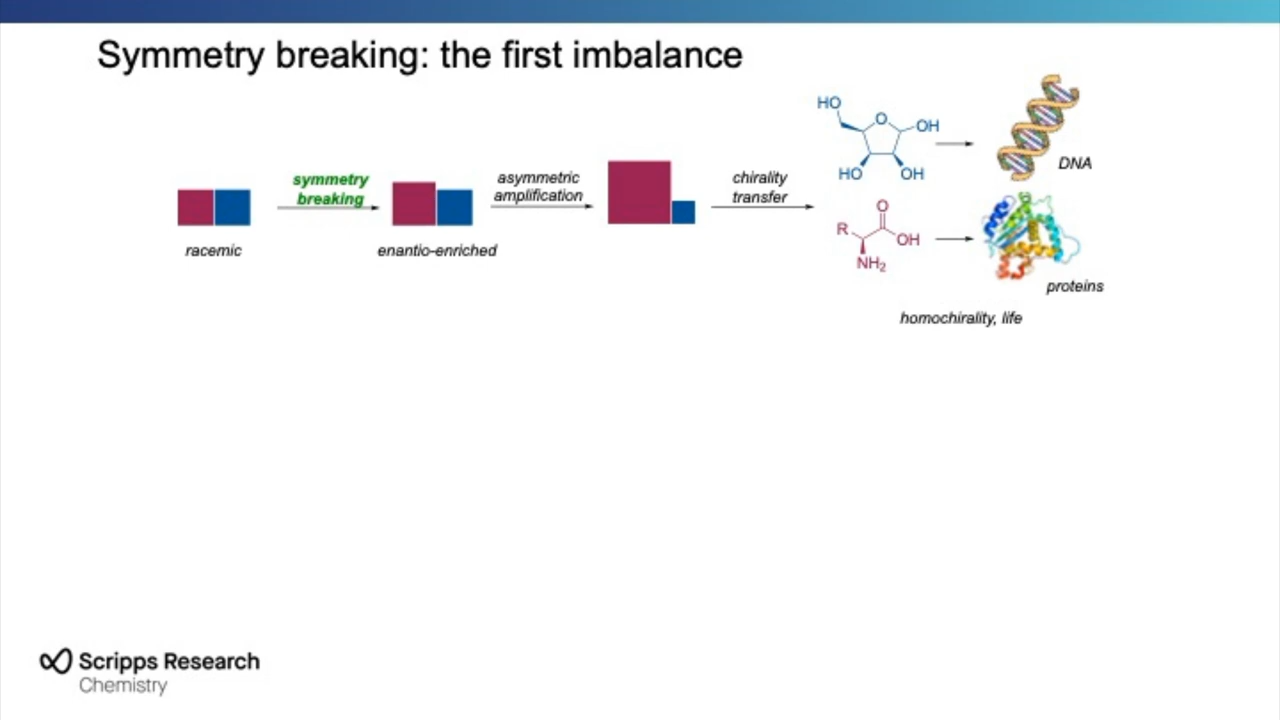 Symmetry breaking: the first imbalance
symmetry
breaking
racemic
enantio-enriched
asymmetric
amplification
chirality
transfer
HO
O
OH
HO
OH
DNA
R
O
OH
NH₂
proteins
homochirality, life
Scripps Research
Chemistry